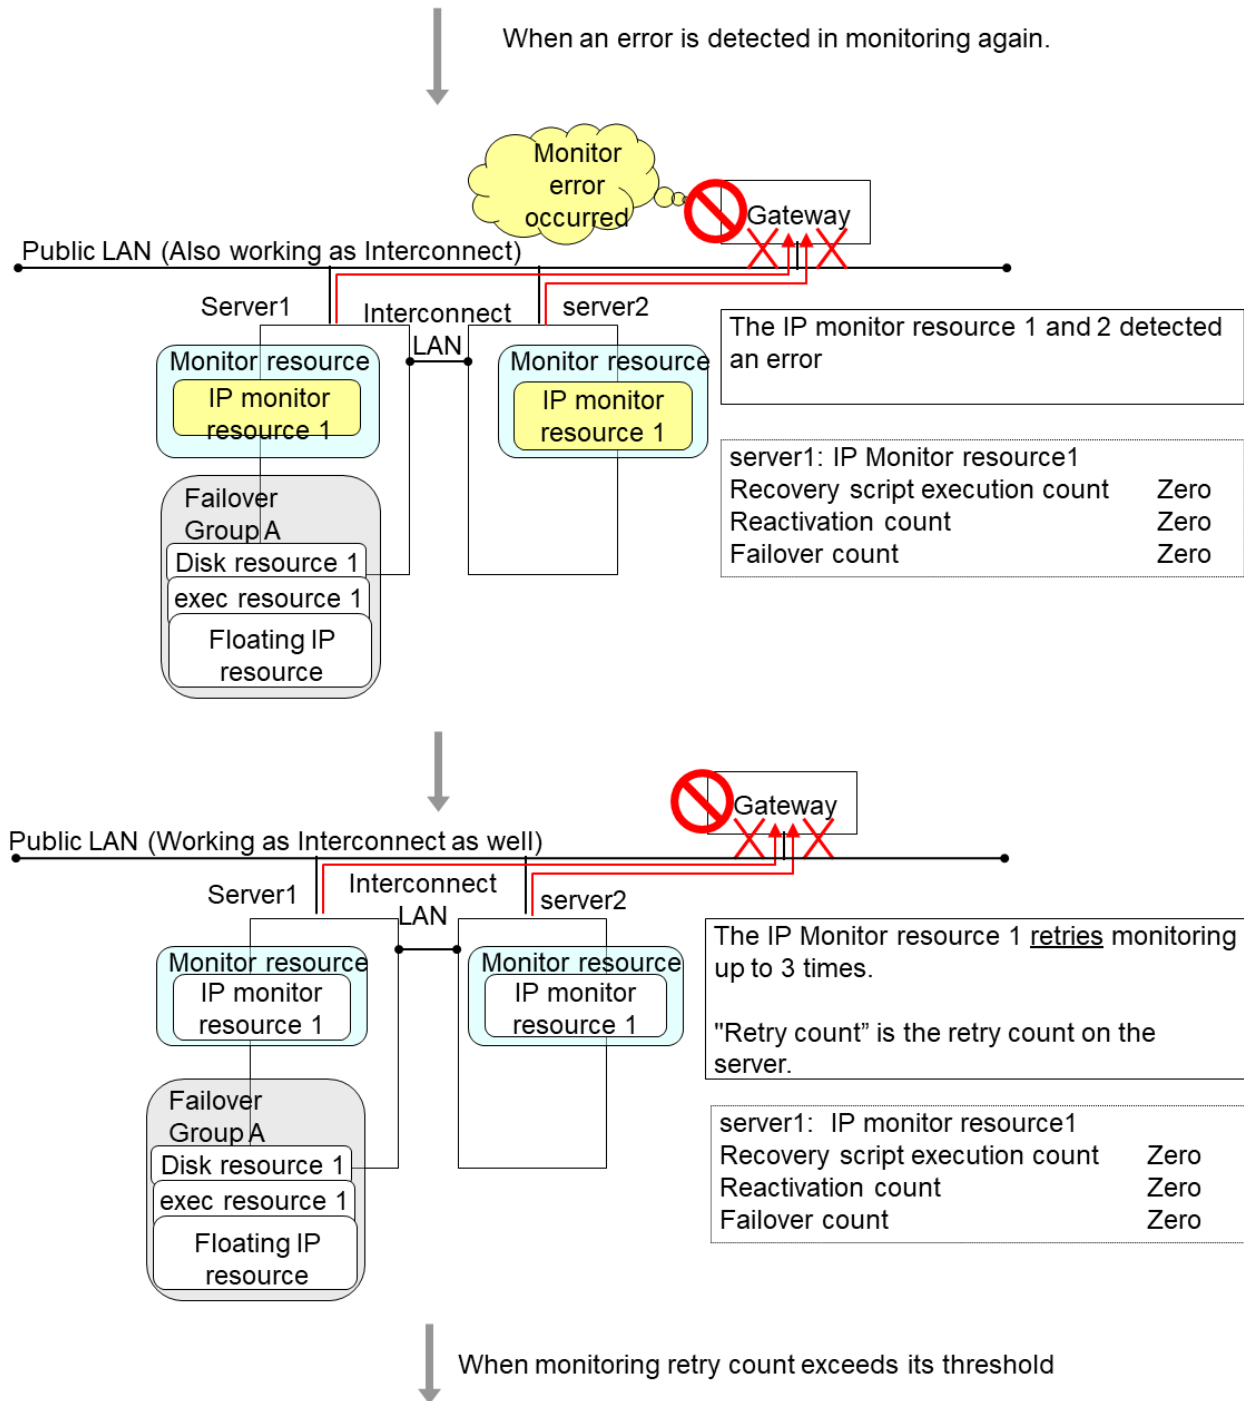 When an error is detected in monitoring again.
Monitor
error
occurred
Gateway
Public LAN (Also working as Interconnect)
Server1
Interconnect
LAN
server2
Monitor resource
IP monitor
resource 1
Monitor resource
IP monitor
resource 1
The IP monitor resource 1 and 2 detected
an error
server1: IP Monitor resource1
Recovery script execution count Zero
Reactivation count Zero
Failover count Zero
Failover
Group A
Disk resource 1
exec resource 1
Floating IP
resource
Gateway
Public LAN (Working as Interconnect as well)
Server1
Interconnect
LAN
server2
Monitor resource
IP monitor
resource 1
Monitor resource
IP monitor
resource 1
The IP Monitor resource 1 retries monitoring
up to 3 times.
"Retry count” is the retry count on the
server.
server1: IP monitor resource1
Recovery script execution count Zero
Reactivation count Zero
Failover count Zero
Failover
Group A
Disk resource 1
exec resource 1
Floating IP
resource
When monitoring retry count exceeds its threshold